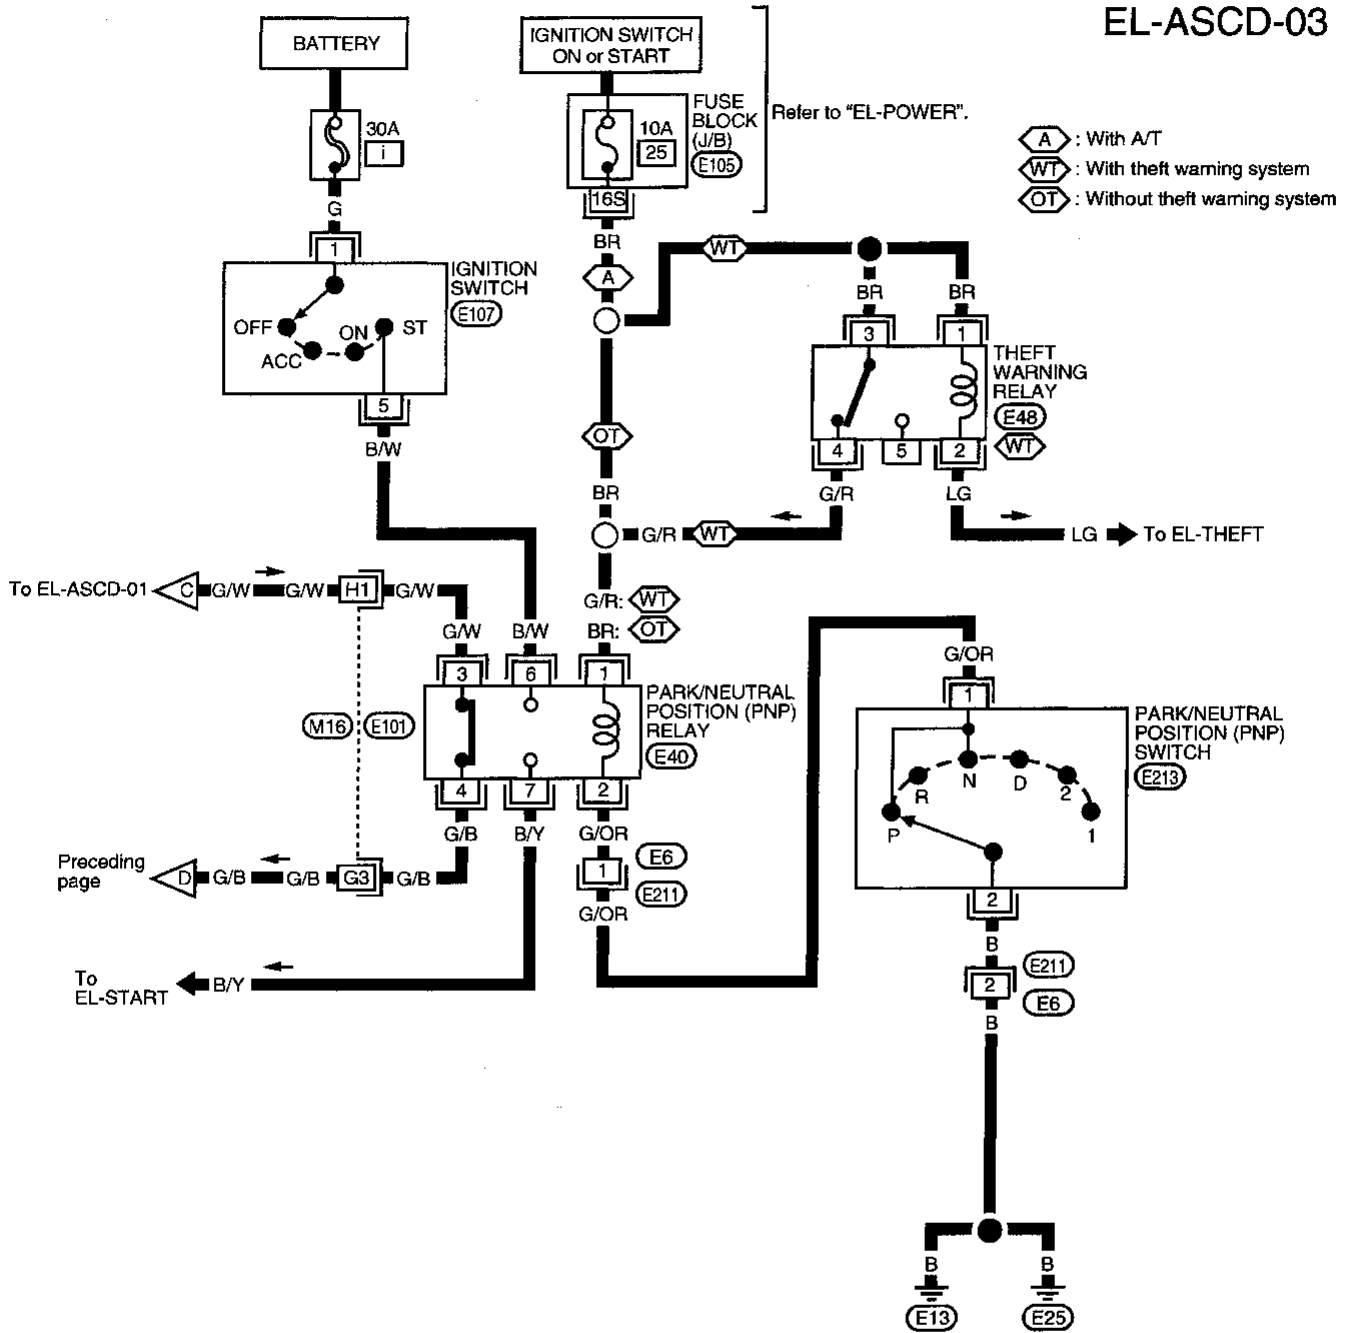 EL-ASCD-03
BATTERY
IGNITION SWITCH
ON or START
FUSE
BLOCK
(J/B)
E105
Refer to "EL-POWER".
30A
i
10A
25
A : With A/T
WT : With theft warning system
OT : Without theft warning system
16S
G
BR
1
A
WT
IGNITION
SWITCH
E107
OFF
ACC
ON
ST
BR
BR
3
1
THEFT
WARNING
RELAY
E48
WT
5
4
5
2
B/W
OT
BR
G/R
LG
G/R
WT
LG
To EL-THEFT
To EL-ASCD-01
C
G/W
G/W
H1
G/W
G/R: WT
BR: OT
G/W
B/W
G/OR
3
6
1
1
M16
E101
PARK/NEUTRAL
POSITION (PNP)
RELAY
E40
PARK/NEUTRAL
POSITION (PNP)
SWITCH
E213
P
R
N
D
2
1
4
7
2
G/B
B/Y
G/OR
E6
1
E211
G/OR
Preceding
page
D
G/B
G/B
G3
G/B
2
B
E211
2
E6
B
To
EL-START
B/Y
B
B
E13
E25